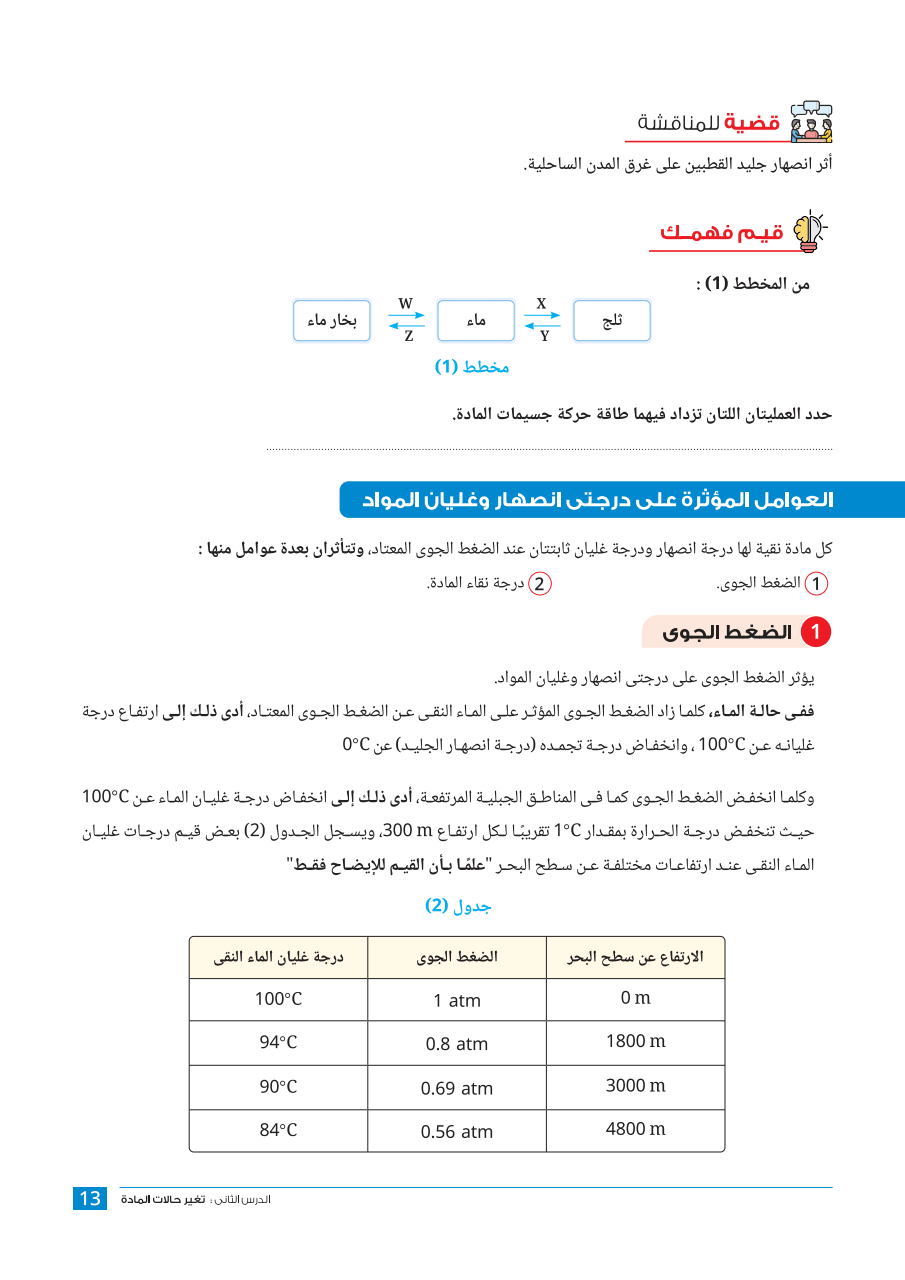 قضية للمناقشة
أثر انصهار جليد القطبين على غرق المدن الساحلية.
قيم فهمك
من المخطط (1) :
ثلج
X
Y
ماء
W
Z
بخار ماء
مخطط (1)
حدد العمليتان اللتان تزداد فيهما طاقة حركة جسيمات المادة.
العوامل المؤثرة على درجتى انصهار وغليان المواد
كل مادة نقية لها درجة انصهار ودرجة غليان ثابتتان عند الضغط الجوى المعتاد، وتتأثران بعدة عوامل منها :
1 الضغط الجوى. 2 درجة نقاء المادة.
1 الضغط الجوى
يؤثر الضغط الجوى على درجتى انصهار وغليان المواد.
ففى حالة الماء، كلما زاد الضغط الجوى المؤثر على الماء النقى عن الضغط الجوى المعتاد، أدى ذلك إلى ارتفاع درجة
غليانه عن 100°C ، وانخفاض درجة تجمده (درجة انصهار الجليد) عن 0°C
وكلما انخفض الضغط الجوى كما فى المناطق الجبلية المرتفعة، أدى ذلك إلى انخفاض درجة غليان الماء عن 100°C
حيث تنخفض درجة الحرارة بمقدار 1°C تقريبًا لكل ارتفاع 300 m، ويسجل الجدول (2) بعض قيم درجات غليان
الماء النقى عند ارتفاعات مختلفة عن سطح البحر "علمًا بأن القيم للإيضاح فقط"
جدول (2)
الارتفاع عن سطح البحر الضغط الجوى درجة غليان الماء النقى
0 m 1 atm 100°C
1800 m 0.8 atm 94°C
3000 m 0.69 atm 90°C
4800 m 0.56 atm 84°C
الدرس الثانى : تغير حالات المادة 13